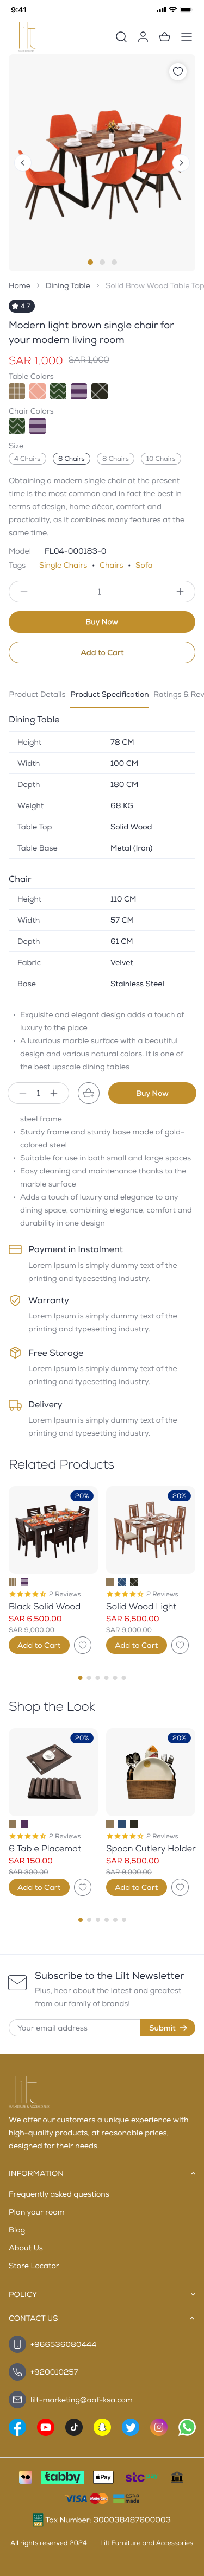 9:41
lilt
Home > Dining Table > Solid Brow Wood Table Top
4.7
Modern light brown single chair for
your modern living room
SAR 1,000 SAR 1,000
Table Colors
Chair Colors
Size
4 Chairs 6 Chairs 8 Chairs 10 Chairs
Obtaining a modern single chair at the present
time is the most common and in fact the best in
terms of design, home décor, comfort and
practicality, as it combines many features at the
same time.
Model FL04-000183-0
Tags Single Chairs • Chairs • Sofa
1
Buy Now
Add to Cart
Product Details Product Specification Ratings & Rev
Dining Table
Height 78 CM
Width 100 CM
Depth 180 CM
Weight 68 KG
Table Top Solid Wood
Table Base Metal (Iron)
Chair
Height 110 CM
Width 57 CM
Depth 61 CM
Fabric Velvet
Base Stainless Steel
• Exquisite and elegant design adds a touch of
luxury to the place
• A luxurious marble surface with a beautiful
design and various natural colors. It is one of
the best upscale dining tables
1 Buy Now
steel frame
• Sturdy frame and sturdy base made of gold-
colored steel
• Suitable for use in both small and large spaces
• Easy cleaning and maintenance thanks to the
marble surface
• Adds a touch of luxury and elegance to any
dining space, combining elegance, comfort and
durability in one design
Payment in Instalment
Lorem Ipsum is simply dummy text of the
printing and typesetting industry.
Warranty
Lorem Ipsum is simply dummy text of the
printing and typesetting industry.
Free Storage
Lorem Ipsum is simply dummy text of the
printing and typesetting industry.
Delivery
Lorem Ipsum is simply dummy text of the
printing and typesetting industry.
Related Products
20% 20%
2 Reviews 2 Reviews
Black Solid Wood Solid Wood Light
SAR 6,500.00 SAR 6,500.00
SAR 9,000.00 SAR 9,000.00
Add to Cart Add to Cart
Shop the Look
20% 20%
2 Reviews 2 Reviews
6 Table Placemat Spoon Cutlery Holder
SAR 150.00 SAR 6,500.00
SAR 300.00 SAR 9,000.00
Add to Cart Add to Cart
Subscribe to the Lilt Newsletter
Plus, hear about the latest and greatest
from our family of brands!
Your email address Submit →
lilt
We offer our customers a unique experience with
high-quality products, at reasonable prices,
designed for their needs.
INFORMATION
Frequently asked questions
Plan your room
Blog
About Us
Store Locator
POLICY
CONTACT US
+966536080444
+920010257
lilt-marketing@aaf-ksa.com
tabby Pay stc pay
VISA mada
Tax Number: 300038487600003
All rights reserved 2024 | Lilt Furniture and Accessories